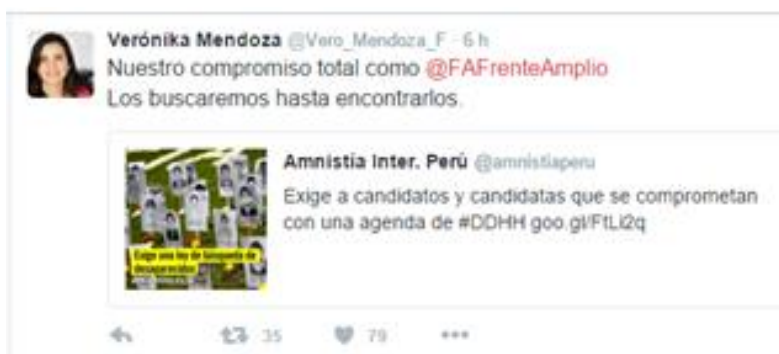 Verónika Mendoza @Vero_Mendoza_F · 6 h
Nuestro compromiso total como @FAFrenteAmplio
Los buscaremos hasta encontrarlos.
Amnistía Inter. Perú @amnistiaperu
Exige a candidatos y candidatas que se comprometan
con una agenda de #DDHH goo.gl/FtLi2q
Exige una ley de búsqueda de
desaparecidos
35
79